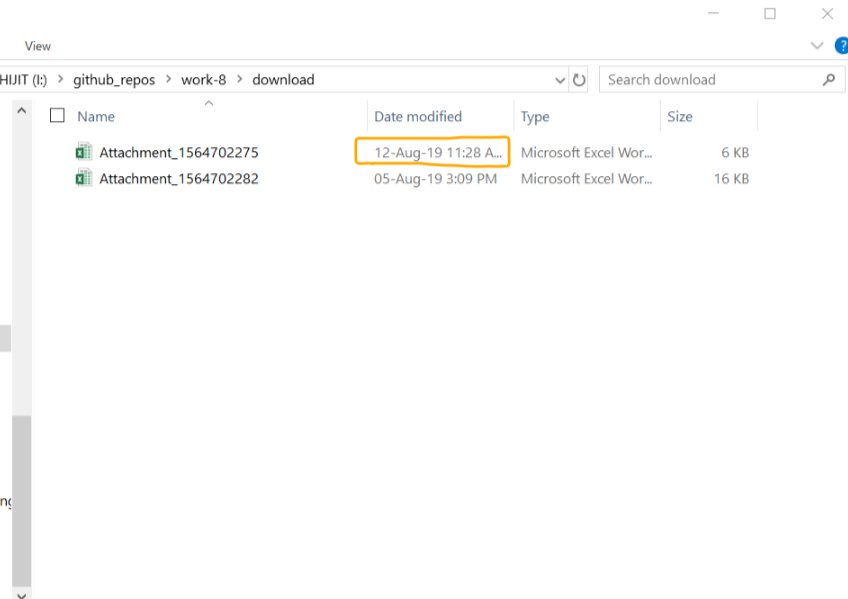 View
HIJIT (I:) > github_repos > work-8 > download
Search download
Name Date modified Type Size
Attachment_1564702275 12-Aug-19 11:28 A... Microsoft Excel Wor... 6 KB
Attachment_1564702282 05-Aug-19 3:09 PM Microsoft Excel Wor... 16 KB